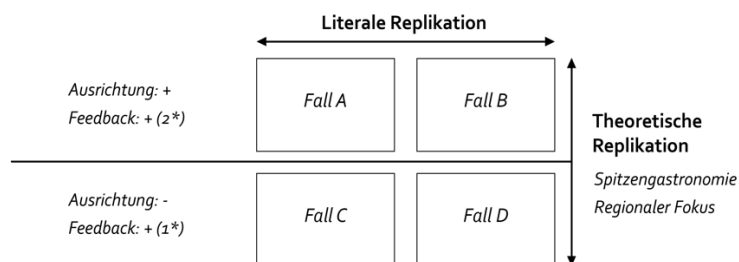 Literale Replikation
Ausrichtung: +
Feedback: + (2*)
Fall A
Fall B
Theoretische
Replikation
Spitzengastronomie
Regionaler Fokus
Ausrichtung: -
Feedback: + (1*)
Fall C
Fall D